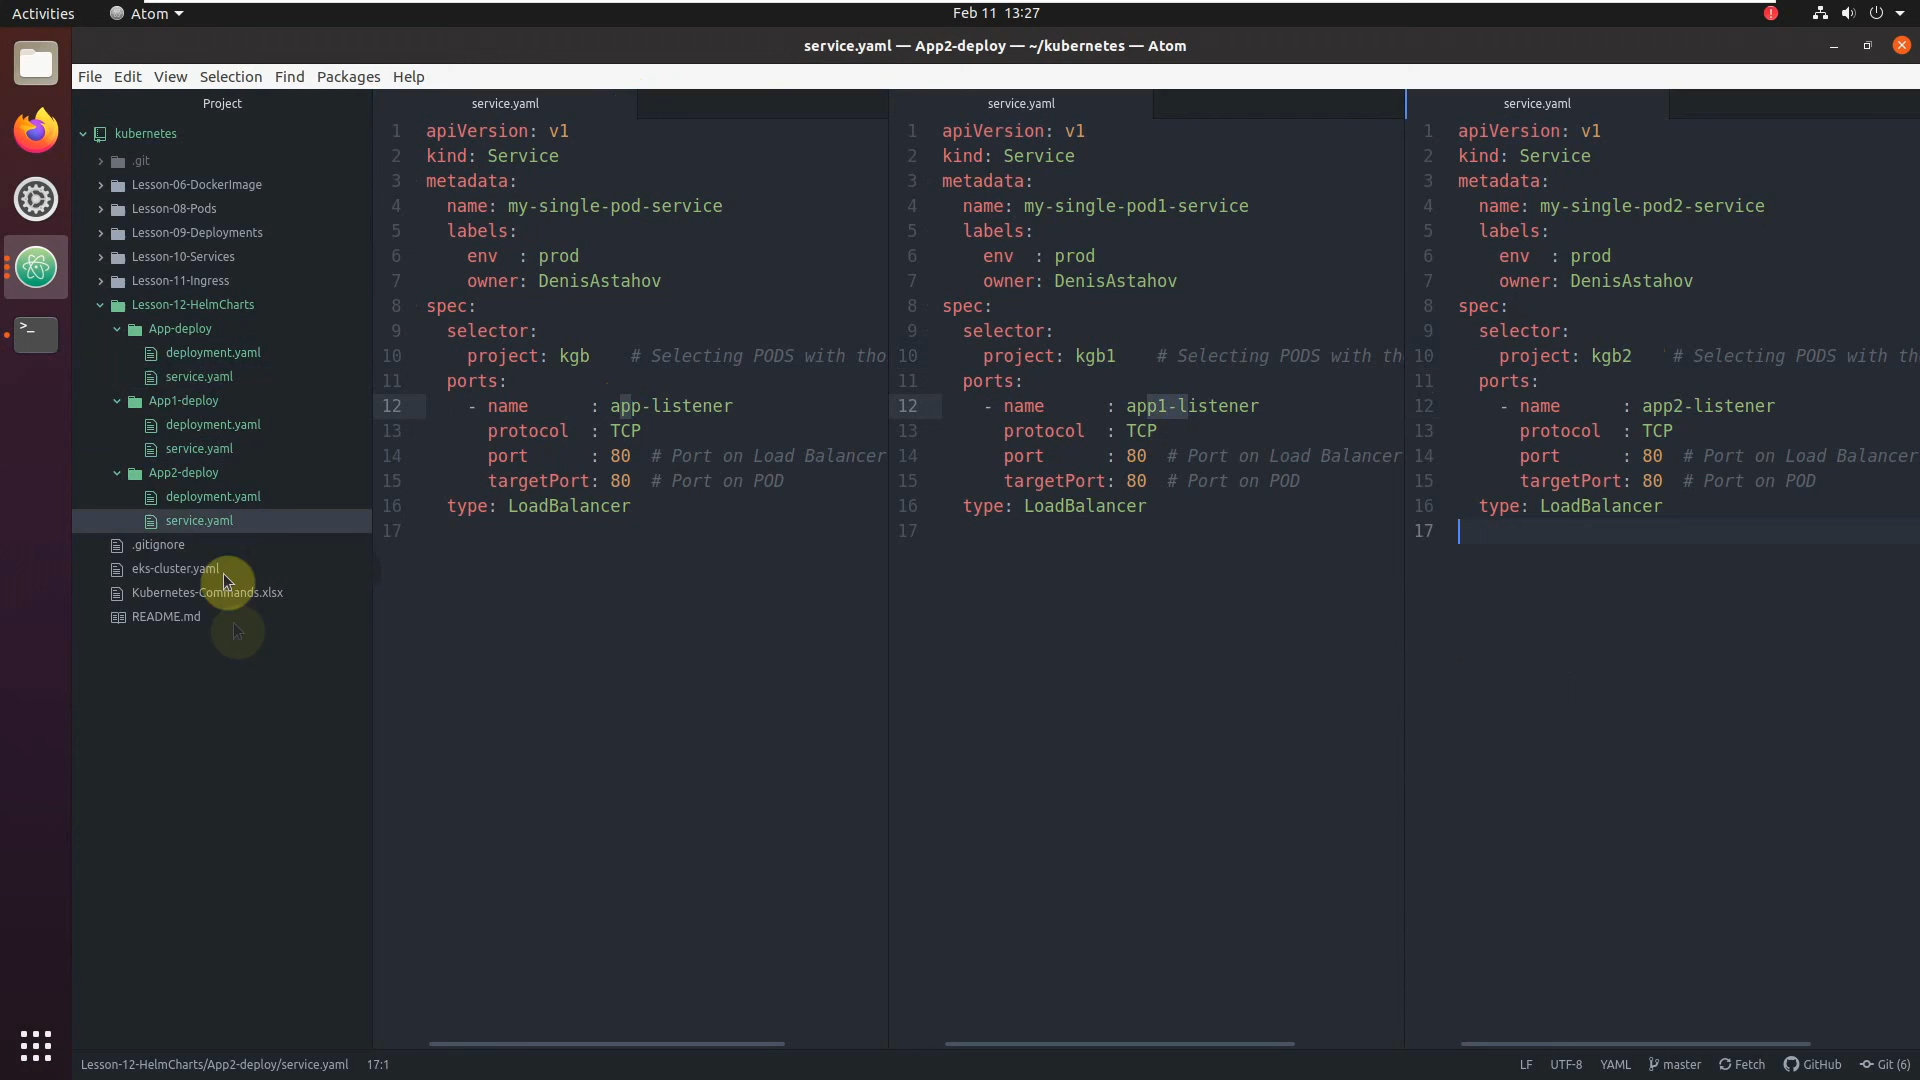 Activities
Atom
Feb 11 13:27
service.yaml — App2-deploy — ~/kubernetes — Atom
File Edit View Selection Find Packages Help
Project
kubernetes
.git
Lesson-06-DockerImage
Lesson-08-Pods
Lesson-09-Deployments
Lesson-10-Services
Lesson-11-Ingress
Lesson-12-HelmCharts
App-deploy
deployment.yaml
service.yaml
App1-deploy
deployment.yaml
service.yaml
App2-deploy
deployment.yaml
service.yaml
.gitignore
eks-cluster.yaml
Kubernetes-Commands.xlsx
README.md
service.yaml
1 apiVersion: v1
2 kind: Service
3 metadata:
4 name: my-single-pod-service
5 labels:
6 env : prod
7 owner: DenisAstahov
8 spec:
9 selector:
10 project: kgb # Selecting PODS with tho
11 ports:
12 - name : app-listener
13 protocol : TCP
14 port : 80 # Port on Load Balancer
15 targetPort: 80 # Port on POD
16 type: LoadBalancer
17
service.yaml
1 apiVersion: v1
2 kind: Service
3 metadata:
4 name: my-single-pod1-service
5 labels:
6 env : prod
7 owner: DenisAstahov
8 spec:
9 selector:
10 project: kgb1 # Selecting PODS with th
11 ports:
12 - name : app1-listener
13 protocol : TCP
14 port : 80 # Port on Load Balancer
15 targetPort: 80 # Port on POD
16 type: LoadBalancer
17
service.yaml
1 apiVersion: v1
2 kind: Service
3 metadata:
4 name: my-single-pod2-service
5 labels:
6 env : prod
7 owner: DenisAstahov
8 spec:
9 selector:
10 project: kgb2 # Selecting PODS with th
11 ports:
12 - name : app2-listener
13 protocol : TCP
14 port : 80 # Port on Load Balancer
15 targetPort: 80 # Port on POD
16 type: LoadBalancer
17
Lesson-12-HelmCharts/App2-deploy/service.yaml 17:1
LF UTF-8 YAML master Fetch GitHub Git (6)